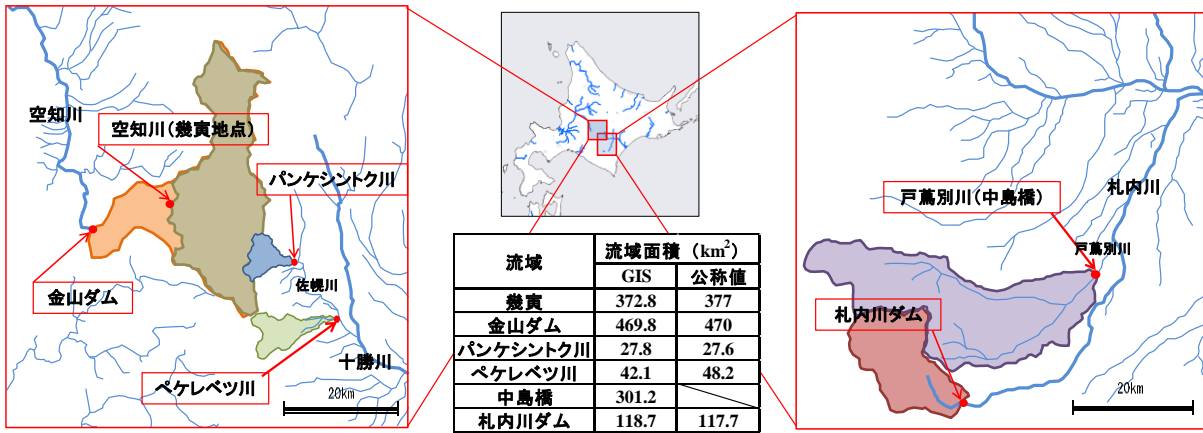 空知川
空知川(幾寅地点)
パンケシントク川
金山ダム
佐幌川
ペケレベツ川
十勝川
20km
流域 流域面積 (km²)
GIS 公称値
幾寅 372.8 377
金山ダム 469.8 470
パンケシントク川 27.8 27.6
ペケレベツ川 42.1 48.2
中島橋 301.2
札内川ダム 118.7 117.7
札内川
戸蔦別川(中島橋)
戸蔦別川
札内川ダム
20km